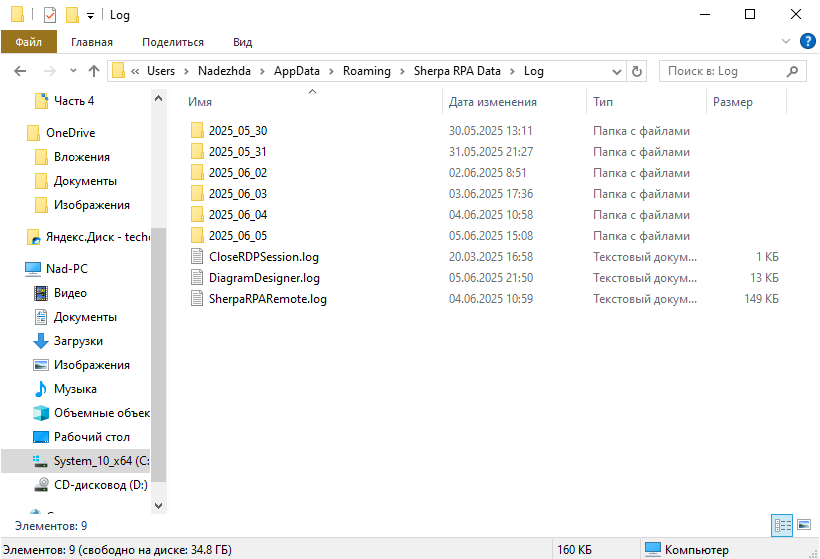 Log
Файл Главная Поделиться Вид
« Users Nadezhda AppData Roaming Sherpa RPA Data Log
Поиск в: Log
Часть 4
OneDrive
Вложения
Документы
Изображения
Яндекс.Диск - tech
Nad-PC
Видео
Документы
Загрузки
Изображения
Музыка
Объемные объек
Рабочий стол
System_10_x64 (C:
CD-дисковод (D:)
Имя Дата изменения Тип Размер
2025_05_30 30.05.2025 13:11 Папка с файлами
2025_05_31 31.05.2025 21:27 Папка с файлами
2025_06_02 02.06.2025 8:51 Папка с файлами
2025_06_03 03.06.2025 17:36 Папка с файлами
2025_06_04 04.06.2025 10:58 Папка с файлами
2025_06_05 05.06.2025 15:08 Папка с файлами
CloseRDPSession.log 20.03.2025 16:58 Текстовый докум... 1 КБ
DiagramDesigner.log 05.06.2025 21:50 Текстовый докум... 13 КБ
SherpaRPARemote.log 04.06.2025 10:59 Текстовый докум... 149 КБ
Элементов: 9
Элементов: 9 (свободно на диске: 34.8 ГБ) 160 КБ Компьютер